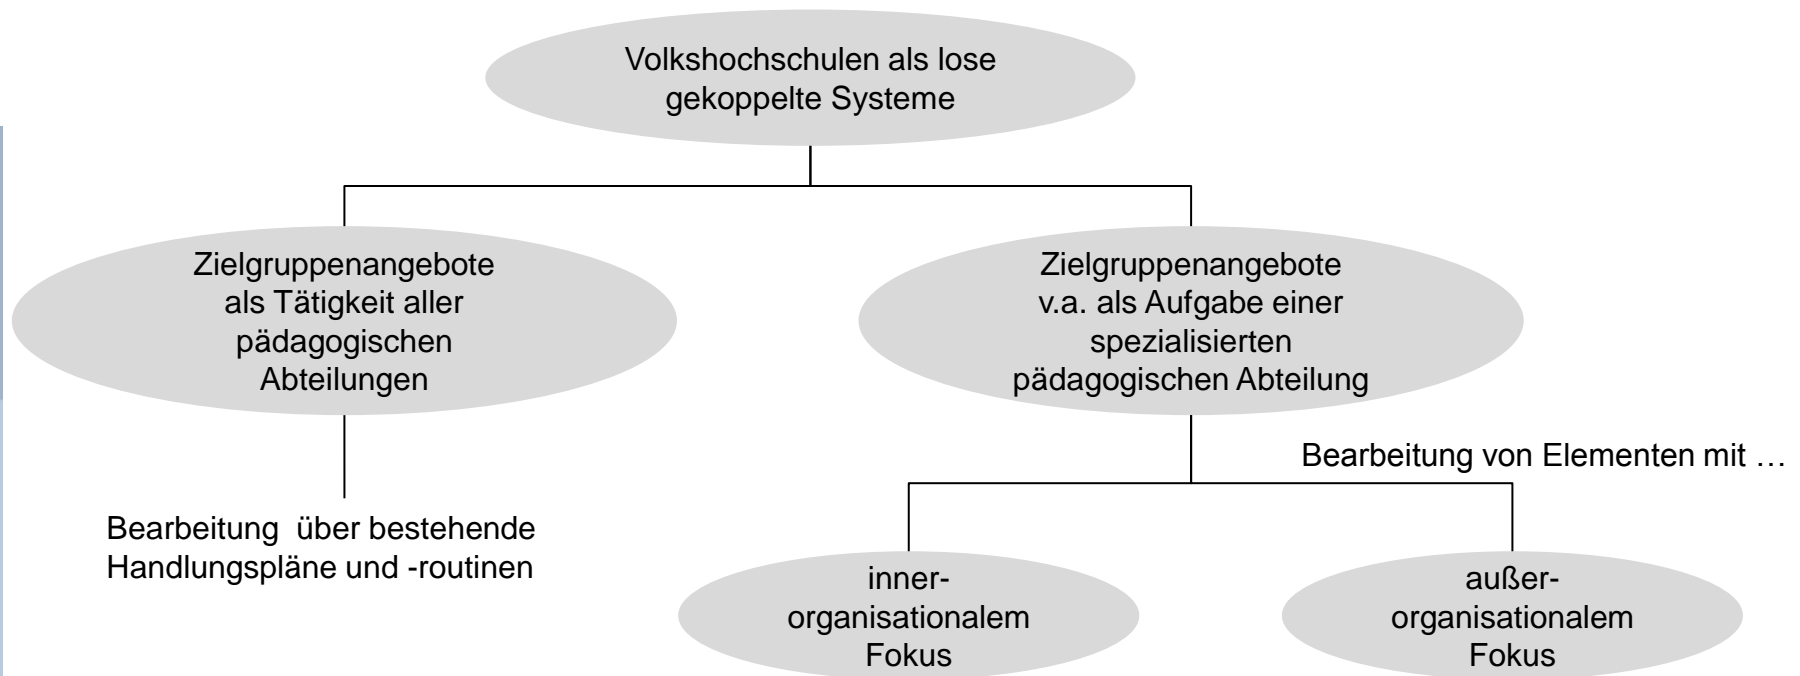 Volkshochschulen als lose
gekoppelte Systeme
Zielgruppenangebote
als Tätigkeit aller
pädagogischen
Abteilungen
Zielgruppenangebote
v.a. als Aufgabe einer
spezialisierten
pädagogischen Abteilung
Bearbeitung von Elementen mit …
Bearbeitung  über bestehende
Handlungspläne und -routinen
inner-
organisationalem
Fokus
außer-
organisationalem
Fokus